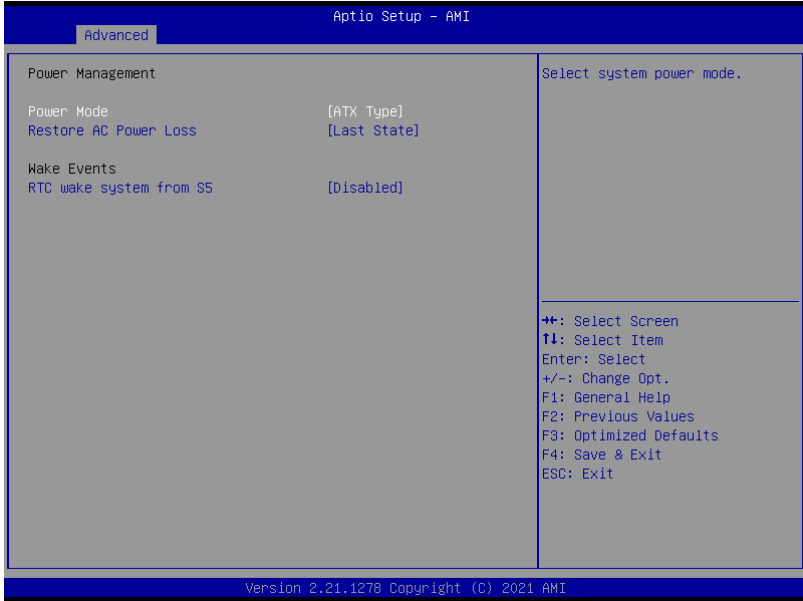 Aptio Setup – AMI
Advanced
Power Management
Power Mode [ATX Type]
Restore AC Power Loss [Last State]
Wake Events
RTC wake system from S5 [Disabled]
Select system power mode.
→←: Select Screen
↑↓: Select Item
Enter: Select
+/-: Change Opt.
F1: General Help
F2: Previous Values
F3: Optimized Defaults
F4: Save & Exit
ESC: Exit
Version 2.21.1278 Copyright (C) 2021 AMI